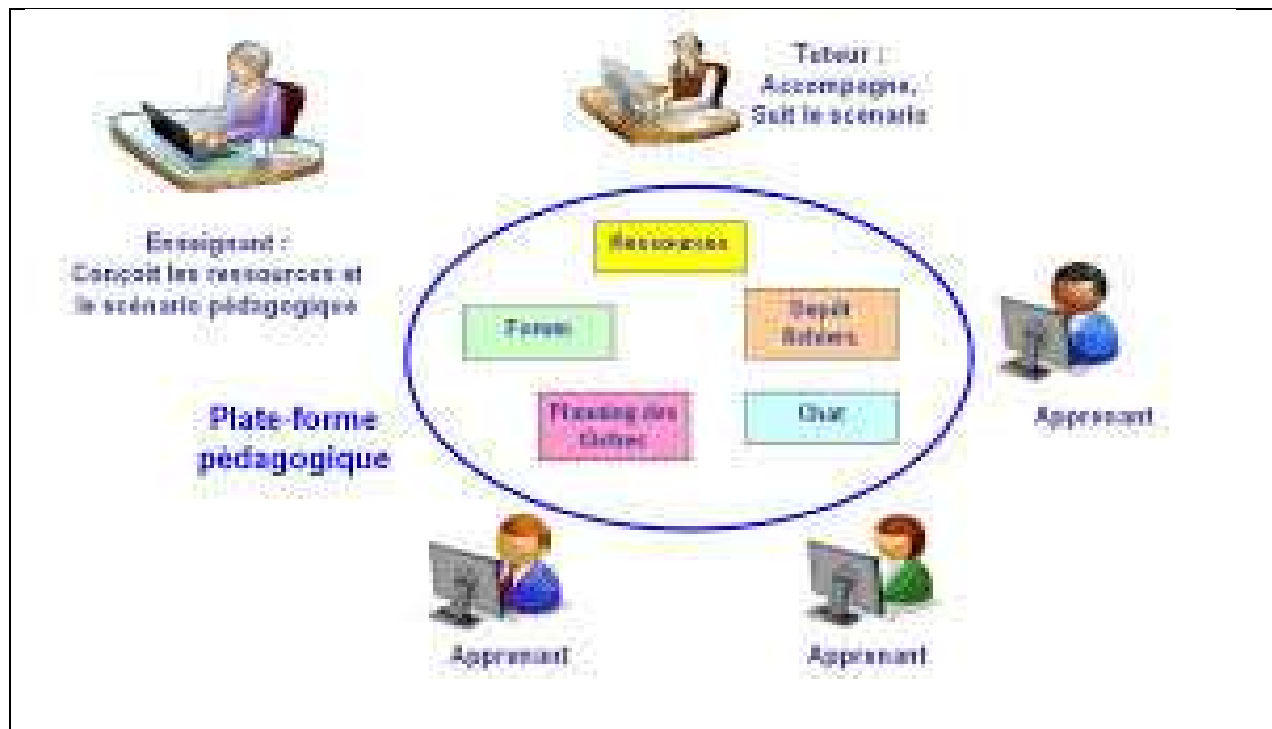 Tuteur :
Accompagne,
Suit le scénario
Enseignant :
Conçoit les ressources et
le scénario pédagogique
Ressources
Forum
Dépôt
Planning des
tâches
Chat
Plate-forme
pédagogique
Apprenant
Apprenant
Apprenant